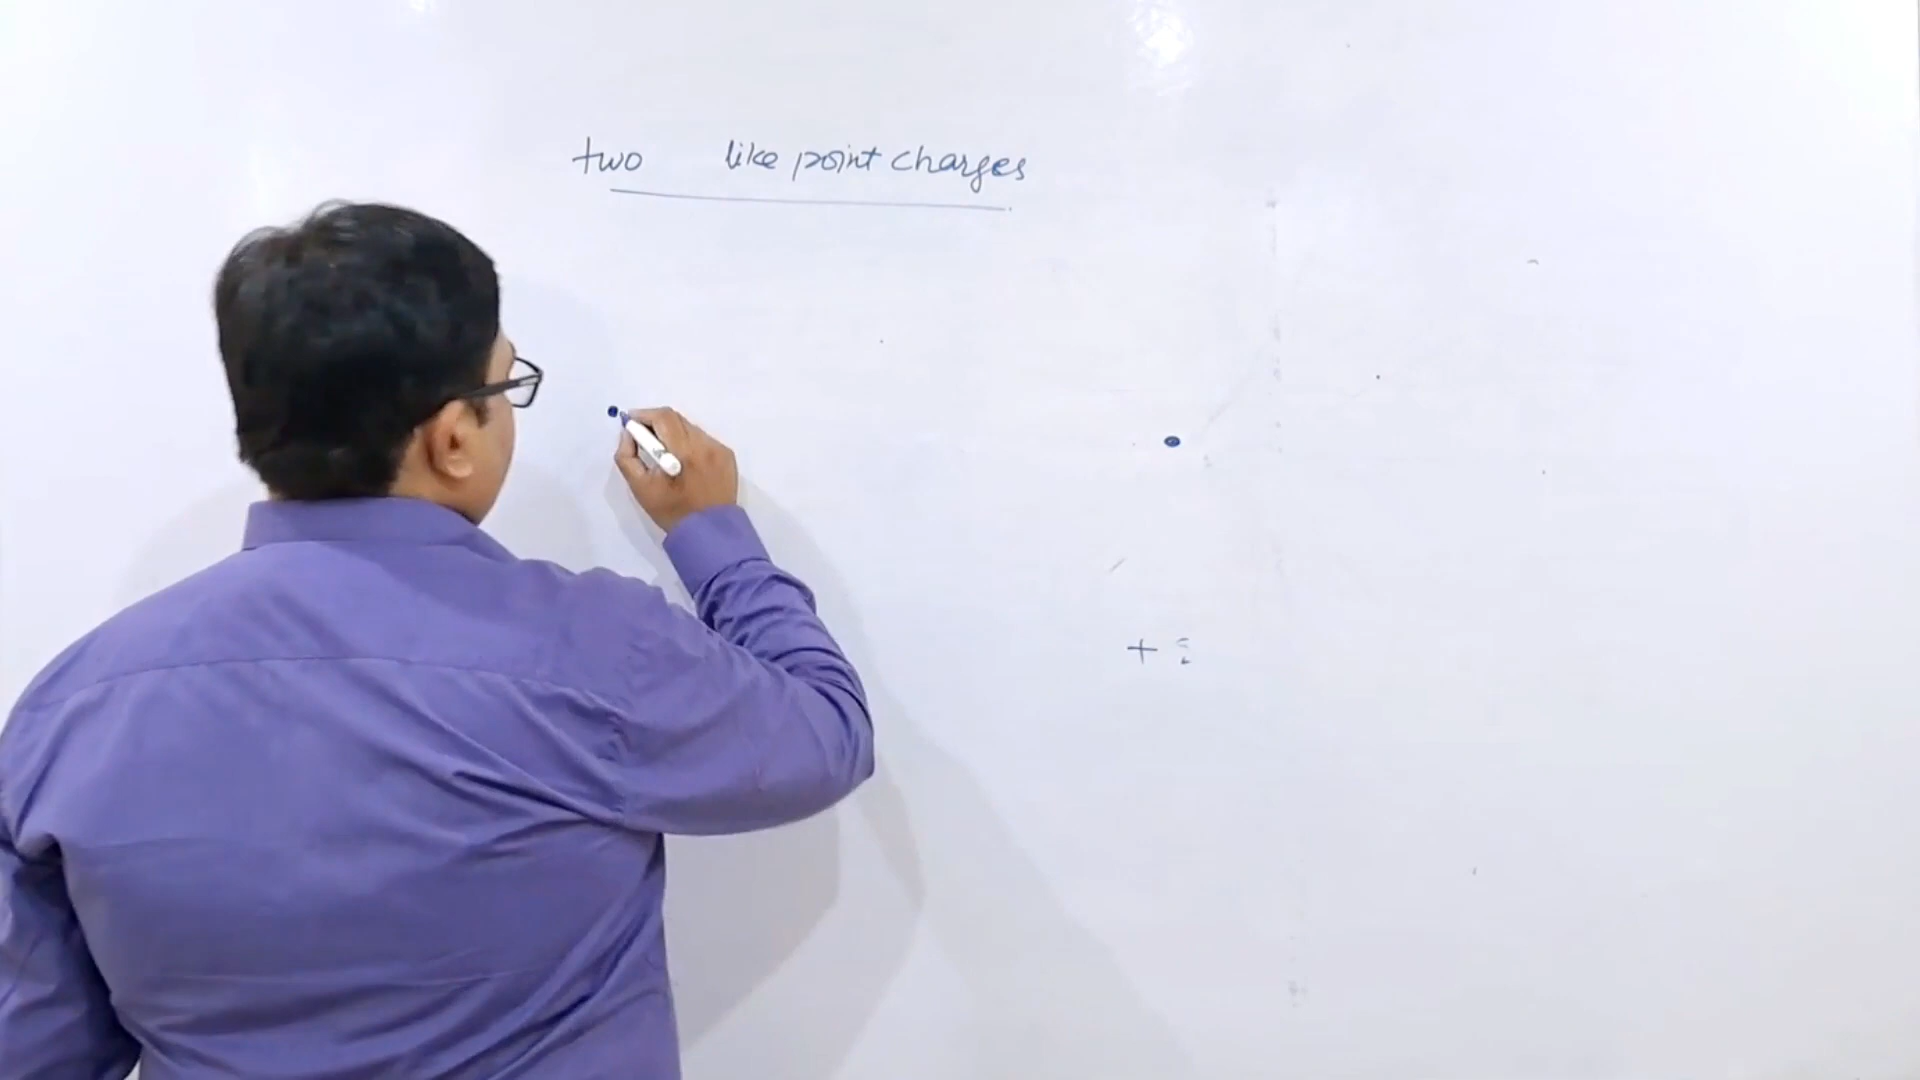 two like point charges
+